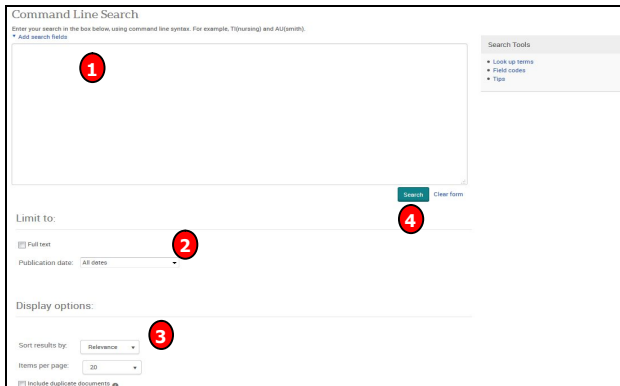 Command Line Search
Enter your search in the box below, using command line syntax. For example, TI(nursing) and AU(smith).
Add search fields
1
Search Tools
Look up terms
Field codes
Tips
Search Clear form
4
Limit to:
Full text
2
Publication date: All dates
Display options:
3
Sort results by: Relevance
Items per page: 20
Include duplicate documents